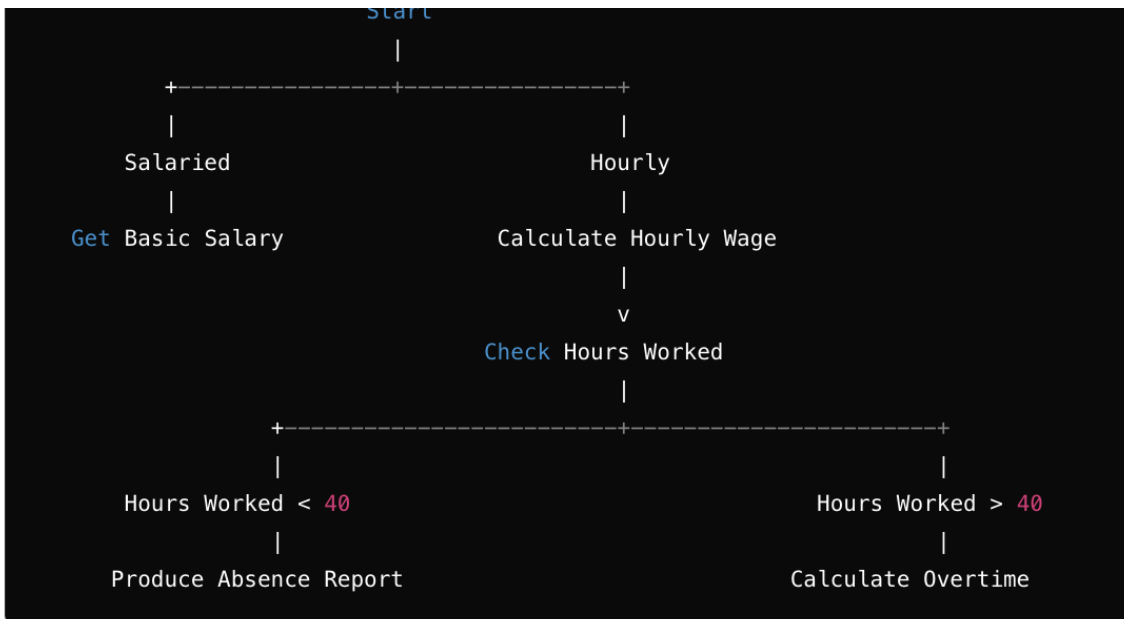 Start
Salaried Hourly
Get Basic Salary Calculate Hourly Wage
v
Check Hours Worked
Hours Worked < 40 Hours Worked > 40
Produce Absence Report Calculate Overtime